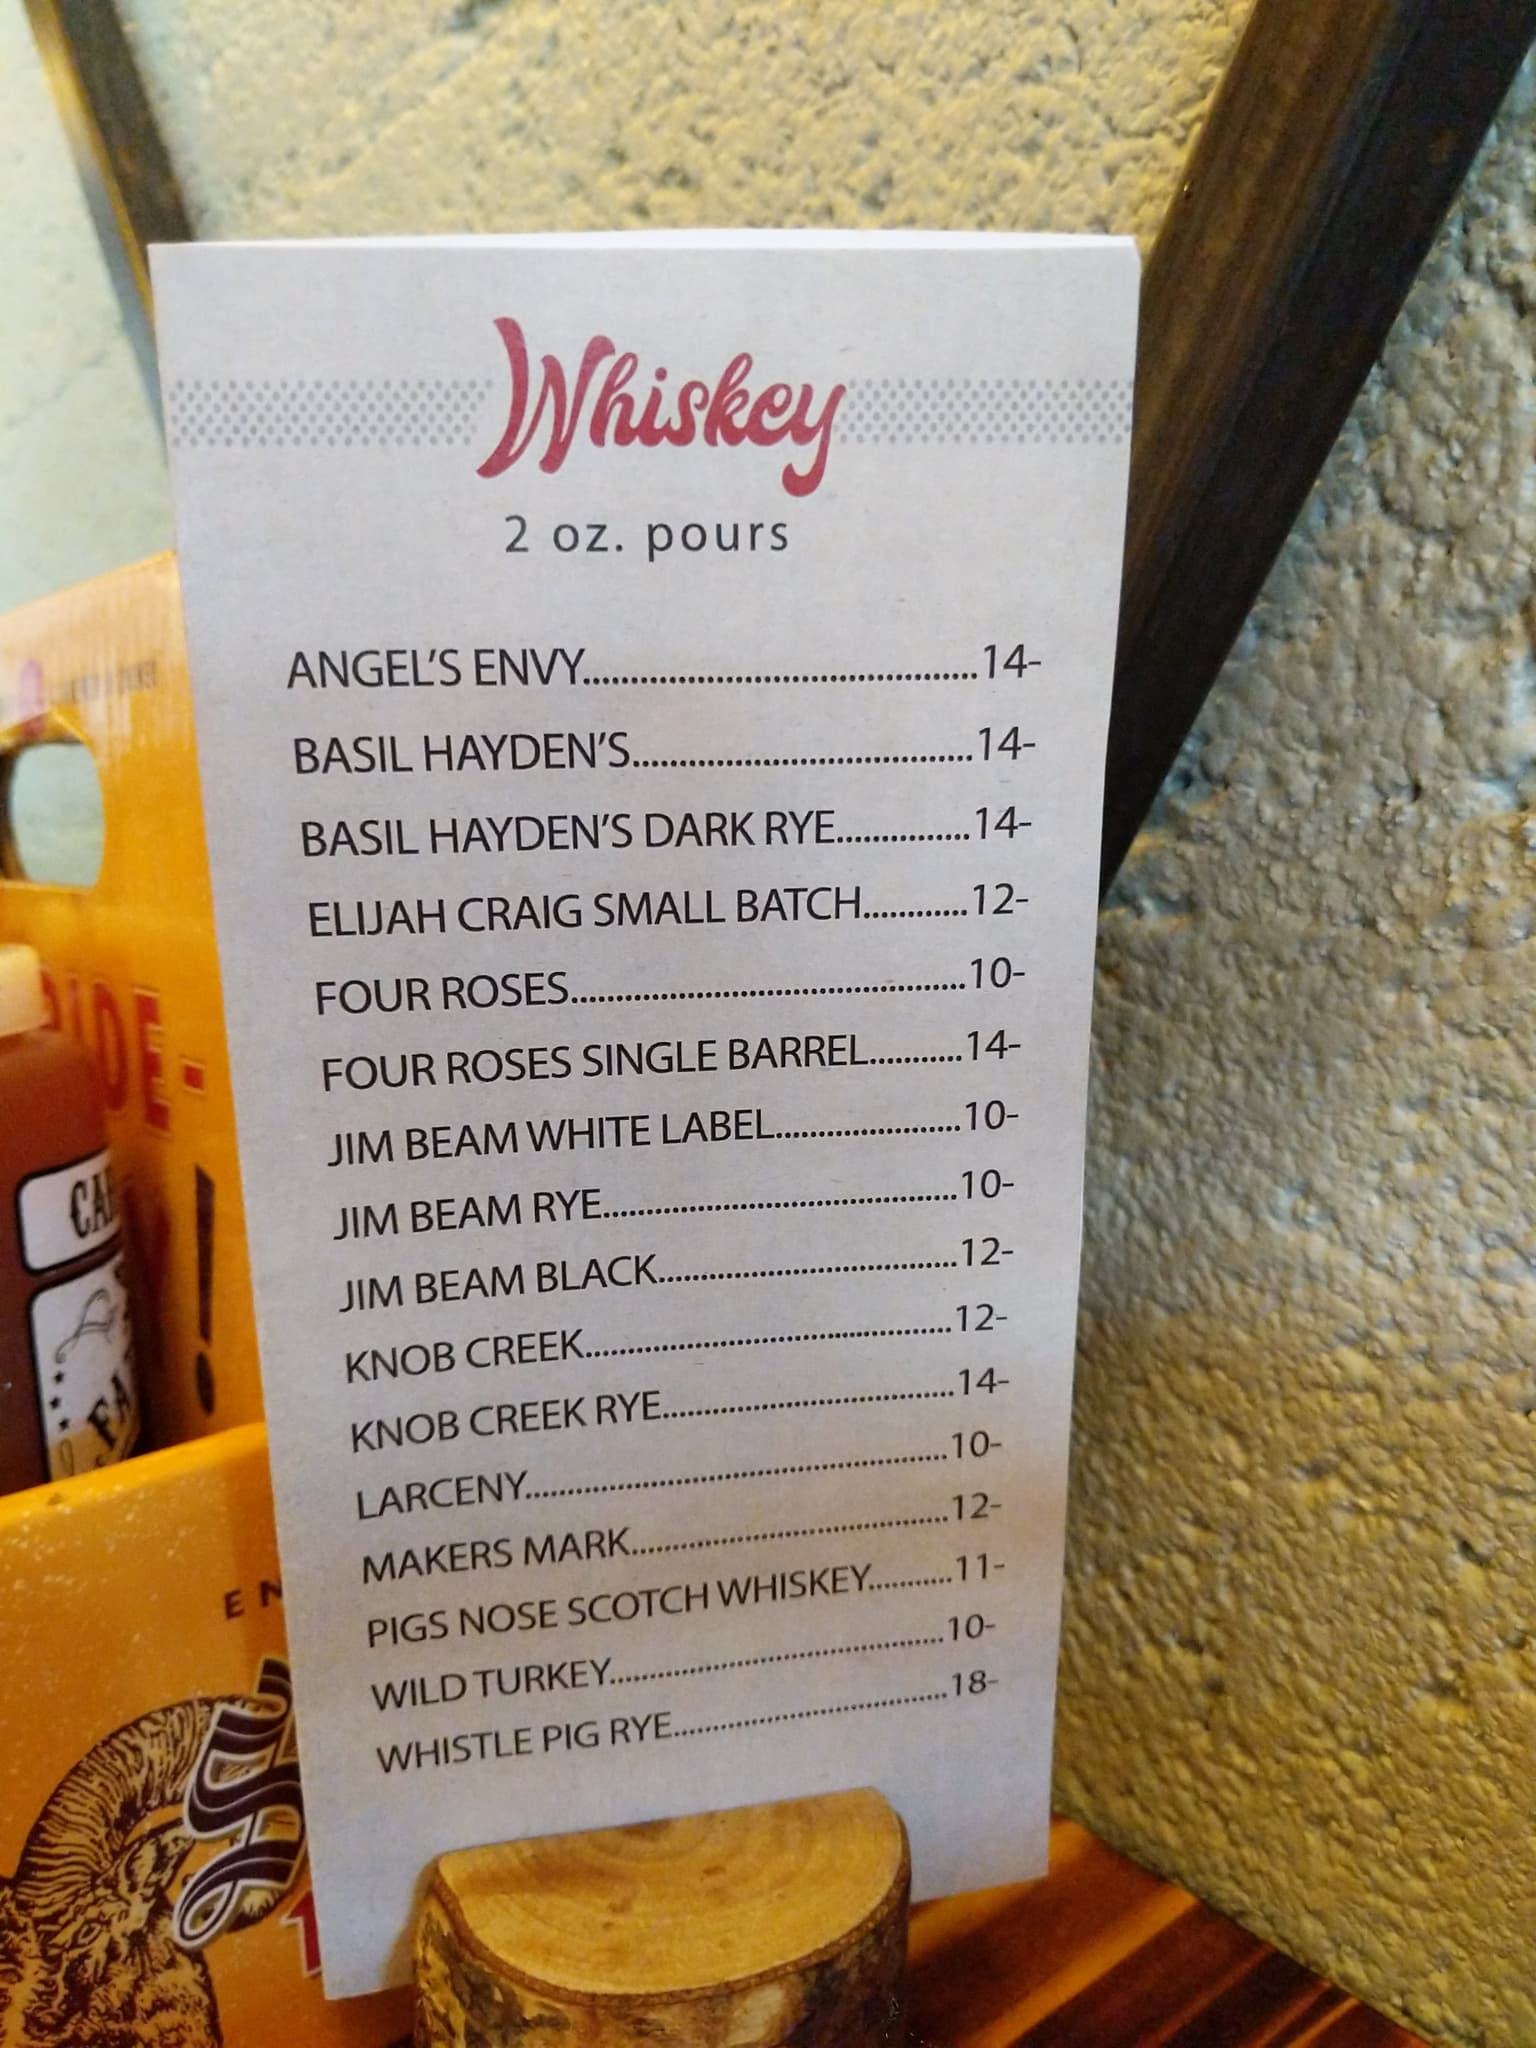 Whiskey
2 oz. pours
ANGEL'S ENVY..........................................14-
BASIL HAYDEN'S....................................14-
BASIL HAYDEN'S DARK RYE...............14-
ELIJAH CRAIG SMALL BATCH............12-
FOUR ROSES..........................................10-
FOUR ROSES SINGLE BARREL...........14-
JIM BEAM WHITE LABEL......................10-
JIM BEAM RYE..........................................10-
JIM BEAM BLACK....................................12-
KNOB CREEK............................................12-
KNOB CREEK RYE....................................14-
LARCENY....................................................10-
MAKERS MARK.......................................12-
PIGS NOSE SCOTCH WHISKEY...........11-
WILD TURKEY..........................................10-
WHISTLE PIG RYE...................................18-